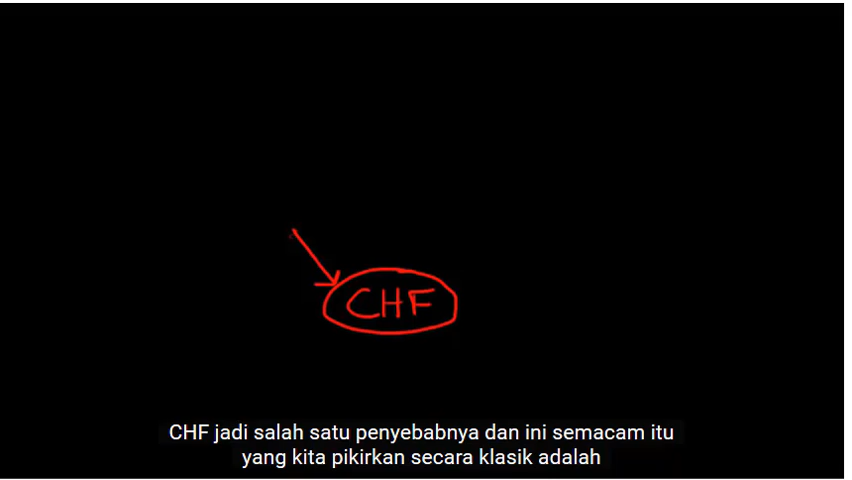 CHF
CHF jadi salah satu penyebabnya dan ini semacam itu
yang kita pikirkan secara klasik adalah